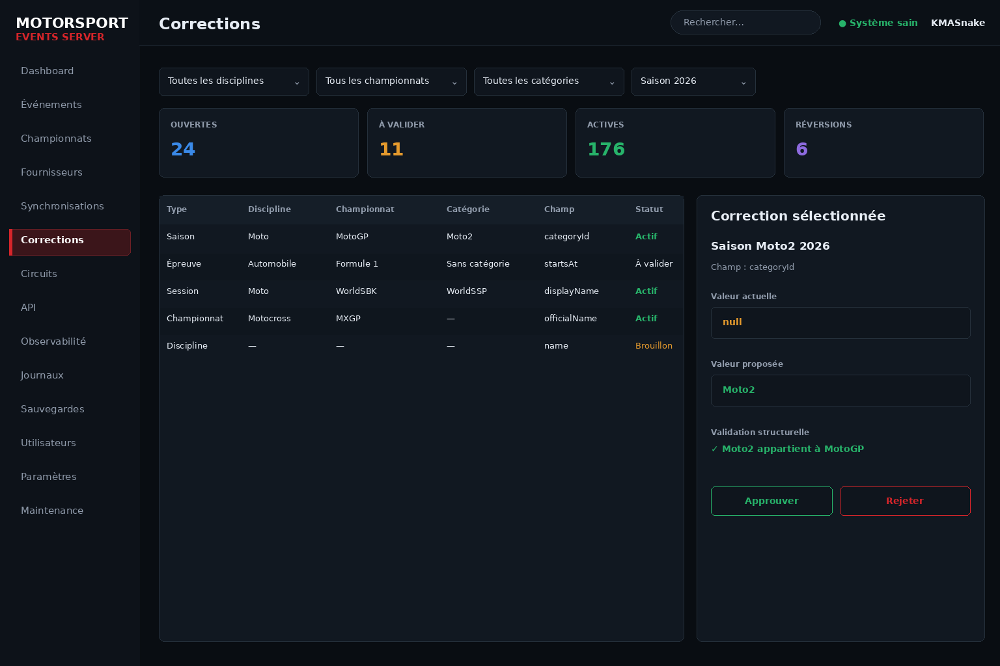 MOTORSPORT
EVENTS SERVER
Dashboard
Événements
Championnats
Fournisseurs
Synchronisations
Corrections
Circuits
API
Observabilité
Journaux
Sauvegardes
Utilisateurs
Paramètres
Maintenance
Corrections
Rechercher...
● Système sain
KMASnake
Toutes les disciplines
Tous les championnats
Toutes les catégories
Saison 2026
OUVERTES
24
À VALIDER
11
ACTIVES
176
RÉVERSIONS
6
Type Discipline Championnat Catégorie Champ Statut
Saison Moto MotoGP Moto2 categoryId Actif
Épreuve Automobile Formule 1 Sans catégorie startsAt À valider
Session Moto WorldSBK WorldSSP displayName Actif
Championnat Motocross MXGP — officialName Actif
Discipline — — — name Brouillon
Correction sélectionnée
Saison Moto2 2026
Champ : categoryId
Valeur actuelle
null
Valeur proposée
Moto2
Validation structurelle
✓ Moto2 appartient à MotoGP
Approuver
Rejeter